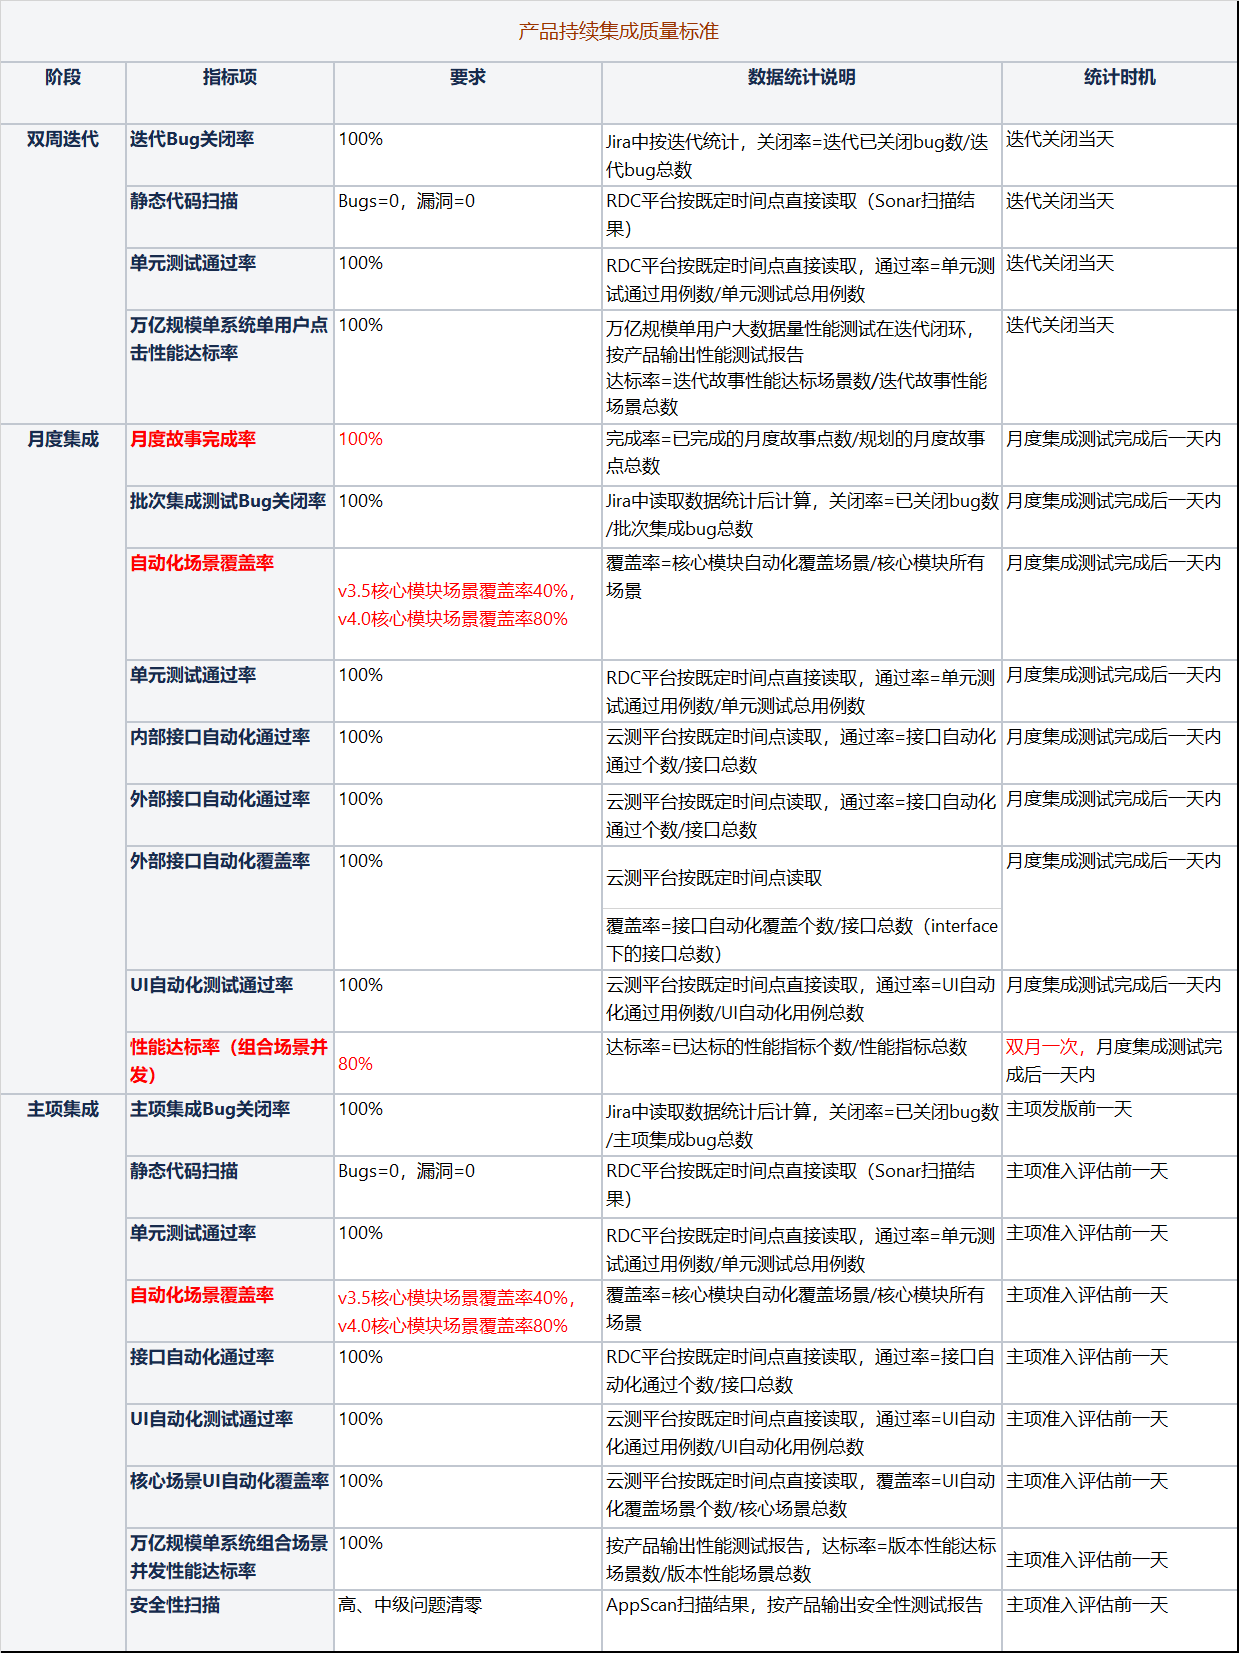 产品持续集成质量标准
阶段 指标项 要求 数据统计说明 统计时机
双周迭代 迭代Bug关闭率 100% Jira中按迭代统计，关闭率=迭代已关闭bug数/迭 迭代关闭当天
代bug总数
静态代码扫描 Bugs=0，漏洞=0 RDC平台按既定时间点直接读取（Sonar扫描结 迭代关闭当天
果）
单元测试通过率 100% RDC平台按既定时间点直接读取，通过率=单元测 迭代关闭当天
试通过用例数/单元测试总用例数
万亿规模单系统单用户点 100% 万亿规模单用户大数据量性能测试在迭代闭环， 迭代关闭当天
击性能达标率 按产品输出性能测试报告
达标率=迭代故事性能达标场景数/迭代故事性能
场景总数
月度集成 月度故事完成率 100% 完成率=已完成的月度故事点数/规划的月度故事 月度集成测试完成后一天内
点总数
批次集成测试Bug关闭率 100% Jira中读取数据统计后计算，关闭率=已关闭bug数 月度集成测试完成后一天内
/批次集成bug总数
自动化场景覆盖率 覆盖率=核心模块自动化覆盖场景/核心模块所有 月度集成测试完成后一天内
v3.5核心模块场景覆盖率40%， 场景
v4.0核心模块场景覆盖率80%
单元测试通过率 100% RDC平台按既定时间点直接读取，通过率=单元测 月度集成测试完成后一天内
试通过用例数/单元测试总用例数
内部接口自动化通过率 100% 云测平台按既定时间点读取，通过率=接口自动化 月度集成测试完成后一天内
通过个数/接口总数
外部接口自动化通过率 100% 云测平台按既定时间点读取，通过率=接口自动化 月度集成测试完成后一天内
通过个数/接口总数
外部接口自动化覆盖率 100% 月度集成测试完成后一天内
云测平台按既定时间点读取
覆盖率=接口自动化覆盖个数/接口总数（interface
下的接口总数）
UI自动化测试通过率 100% 云测平台按既定时间点直接读取，通过率=UI自动 月度集成测试完成后一天内
化通过用例数/UI自动化用例总数
性能达标率（组合场景并 80% 达标率=已达标的性能指标个数/性能指标总数 双月一次，月度集成测试完
发） 成后一天内
主项集成 主项集成Bug关闭率 100% Jira中读取数据统计后计算，关闭率=已关闭bug数 主项发版前一天
/主项集成bug总数
静态代码扫描 Bugs=0，漏洞=0 RDC平台按既定时间点直接读取（Sonar扫描结 主项准入评估前一天
果）
单元测试通过率 100% RDC平台按既定时间点直接读取，通过率=单元测 主项准入评估前一天
试通过用例数/单元测试总用例数
自动化场景覆盖率 v3.5核心模块场景覆盖率40%， 覆盖率=核心模块自动化覆盖场景/核心模块所有 主项准入评估前一天
v4.0核心模块场景覆盖率80% 场景
接口自动化通过率 100% RDC平台按既定时间点直接读取，通过率=接口自 主项准入评估前一天
动化通过个数/接口总数
UI自动化测试通过率 100% 云测平台按既定时间点直接读取，通过率=UI自动 主项准入评估前一天
化通过用例数/UI自动化用例总数
核心场景UI自动化覆盖率 100% 云测平台按既定时间点直接读取，覆盖率=UI自动 主项准入评估前一天
化覆盖场景个数/核心场景总数
万亿规模单系统组合场景 100% 按产品输出性能测试报告，达标率=版本性能达标 主项准入评估前一天
并发性能达标率 场景数/版本性能场景总数
安全性扫描 高、中级问题清零 AppScan扫描结果，按产品输出安全性测试报告 主项准入评估前一天